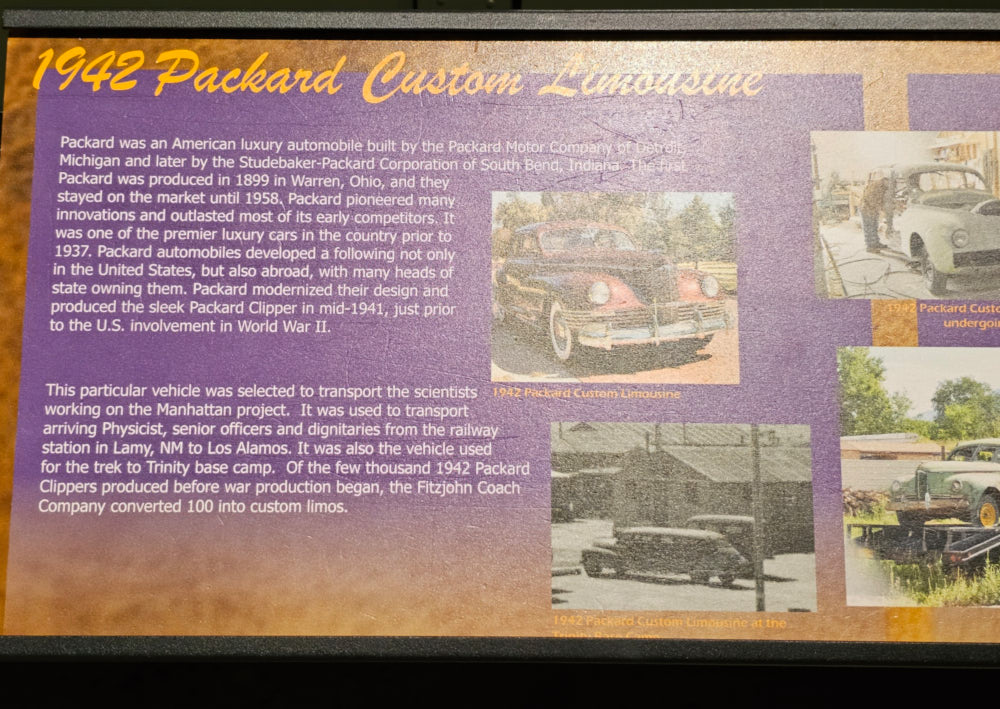 1942 Packard Custom Limousine
Packard was an American luxury automobile built by the Packard Motor Company of Detroit,
Michigan and later by the Studebaker-Packard Corporation of South Bend, Indiana. The first
Packard was produced in 1899 in Warren, Ohio, and they
stayed on the market until 1958. Packard pioneered many
innovations and outlasted most of its early competitors. It
was one of the premier luxury cars in the country prior to
1937. Packard automobiles developed a following not only
in the United States, but also abroad, with many heads of
state owning them. Packard modernized their design and
produced the sleek Packard Clipper in mid-1941, just prior
to the U.S. involvement in World War II.
This particular vehicle was selected to transport the scientists
working on the Manhattan project. It was used to transport
arriving Physicist, senior officers and dignitaries from the railway
station in Lamy, NM to Los Alamos. It was also the vehicle used
for the trek to Trinity base camp. Of the few thousand 1942 Packard
Clippers produced before war production began, the Fitzjohn Coach
Company converted 100 into custom limos.
1942 Packard Custom Limousine
1942 Packard Custom Limousine at the
Trinity Base Camp
1942 Packard Custo
undergoi